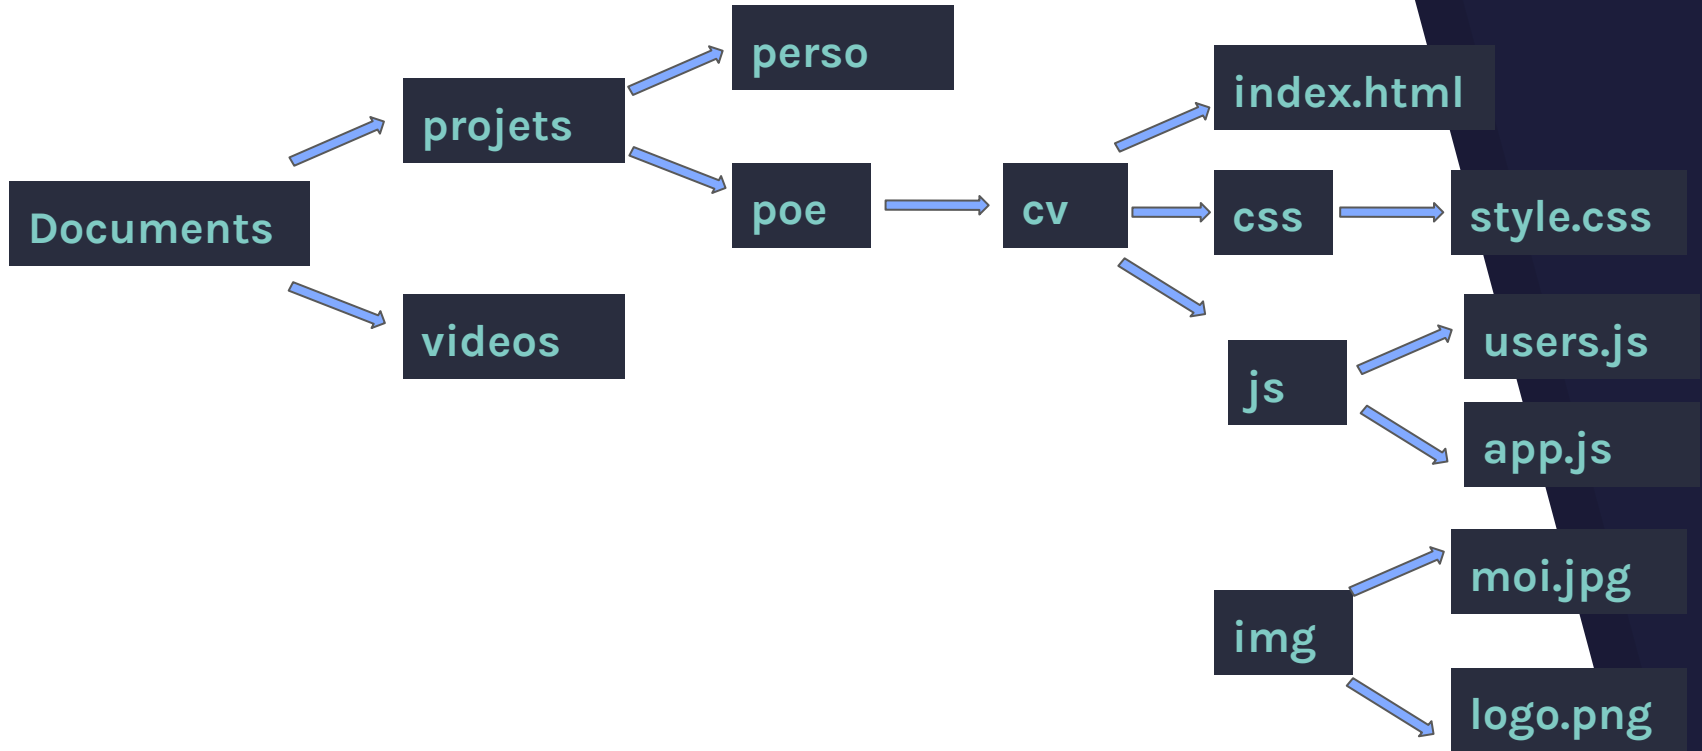 Documents
projets
videos
perso
poe
cv
index.html
css
style.css
js
users.js
app.js
img
moi.jpg
logo.png